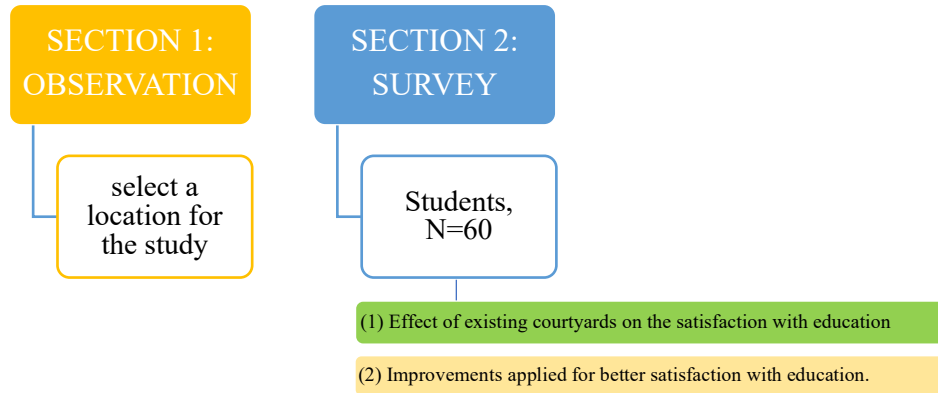 SECTION 1:
OBSERVATION
select a
location for
the study
SECTION 2:
SURVEY
Students,
N=60
(1) Effect of existing courtyards on the satisfaction with education
(2) Improvements applied for better satisfaction with education.